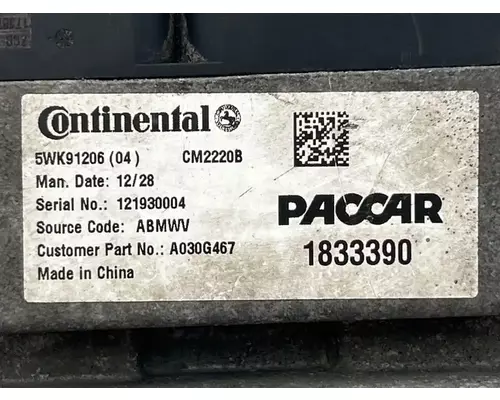 Continental
5WK91206 (04) CM2220B
Man. Date: 12/28
Serial No.: 121930004
Source Code: ABMWV
Customer Part No.: A030G467
Made in China
PACCAR
1833390